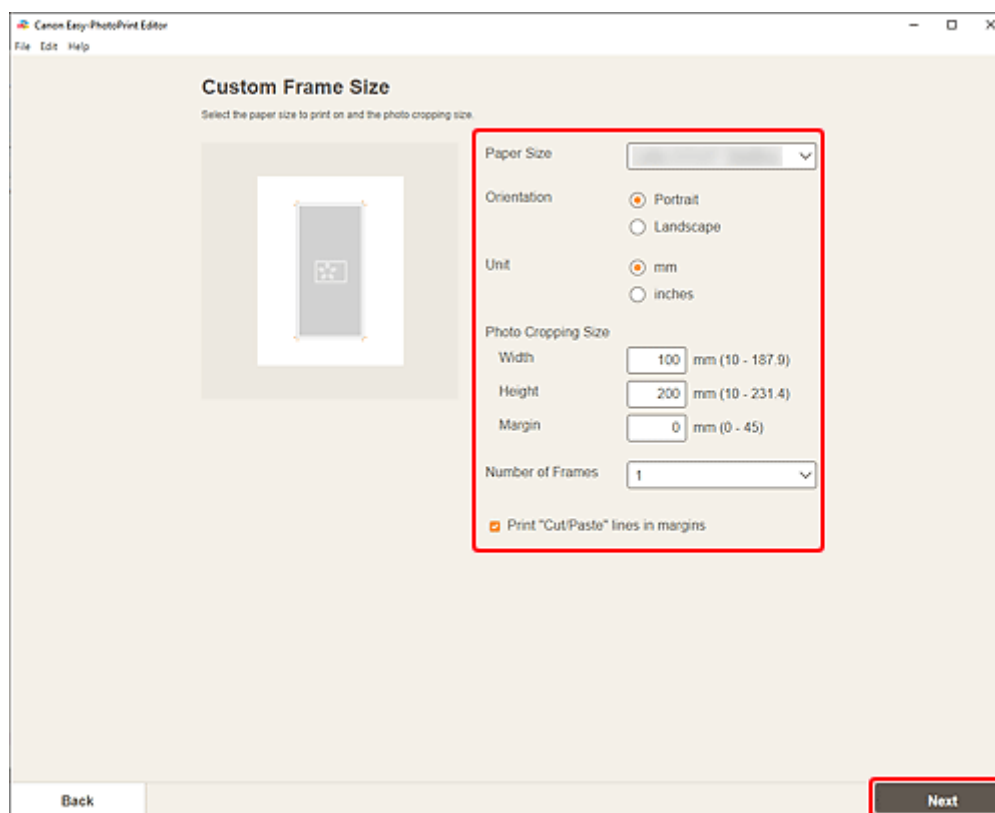 Canon Easy-PhotoPrint Editor
File Edit Help
Custom Frame Size
Select the paper size to print on and the photo cropping size.
Paper Size
Orientation
Portrait
Landscape
Unit
mm
inches
Photo Cropping Size
Width 100 mm (10 - 187.9)
Height 200 mm (10 - 231.4)
Margin 0 mm (0 - 45)
Number of Frames 1
Print "Cut/Paste" lines in margins
Back Next